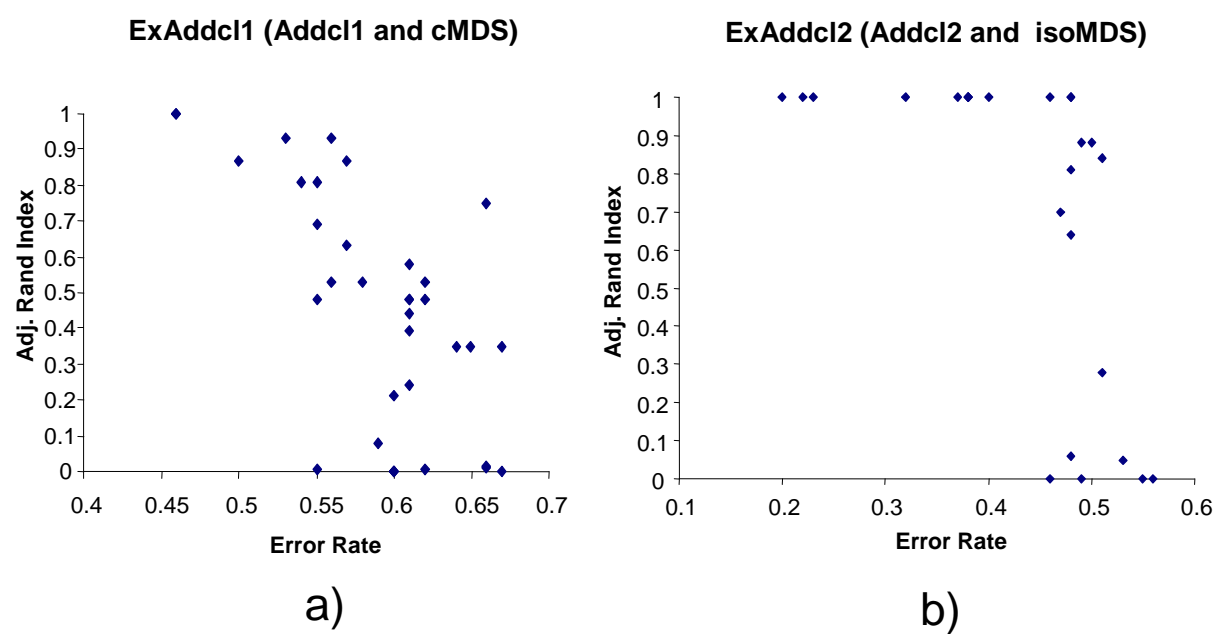 ExAddcl1 (Addcl1 and cMDS)
1
0.9
0.8
0.7
0.6
0.5
0.4
0.3
0.2
0.1
0
Adj. Rand Index
0.4 0.45 0.5 0.55 0.6 0.65 0.7
Error Rate
a)
ExAddcl2 (Addcl2 and isoMDS)
1
0.9
0.8
0.7
0.6
0.5
0.4
0.3
0.2
0.1
0
Adj. Rand Index
0.1 0.2 0.3 0.4 0.5 0.6
Error Rate
b)